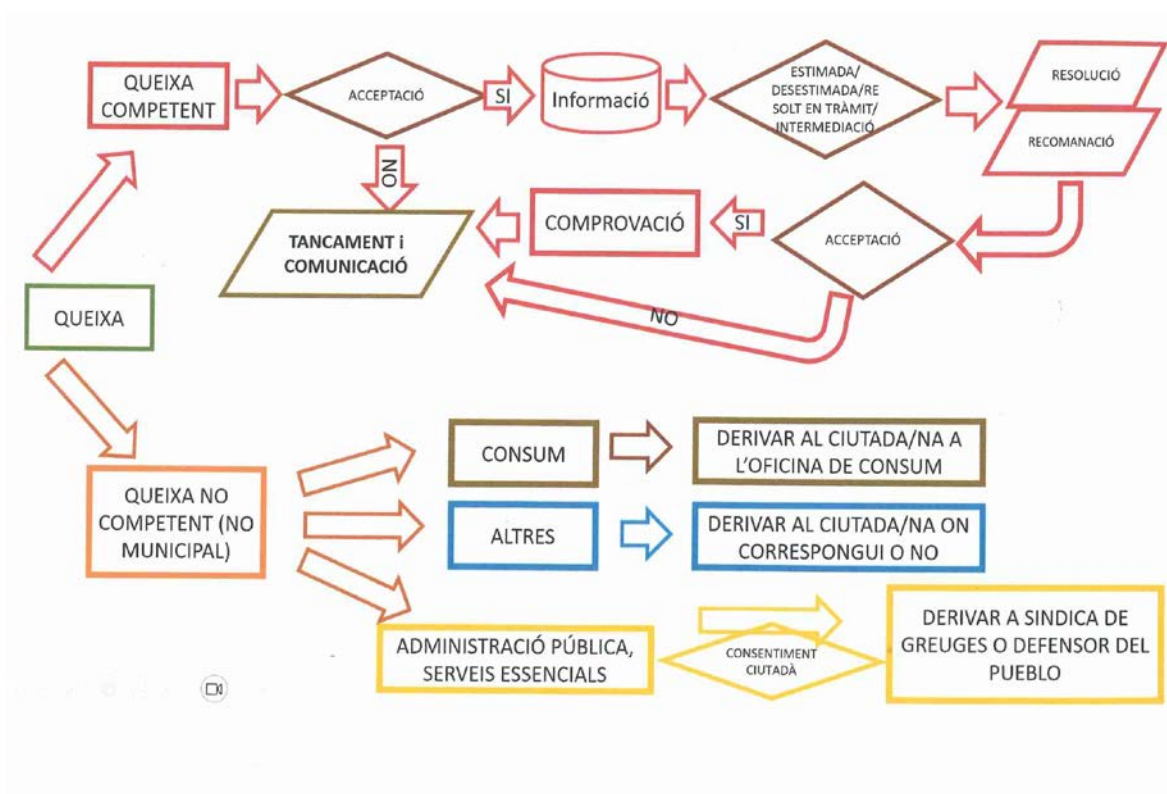 QUEIXA
COMPETENT
ACCEPTACIÓ
SI
Informació
ESTIMADA/
DESESTIMADA/RE
SOLT EN TRÀMIT/
INTERMEDIACIÓ
RESOLUCIÓ
RECOMANACIÓ
NO
TANCAMENT i
COMUNICACIÓ
COMPROVACIÓ
SI
ACCEPTACIÓ
NO
QUEIXA
QUEIXA NO
COMPETENT (NO
MUNICIPAL)
CONSUM
DERIVAR AL CIUTADA/NA A
L'OFICINA DE CONSUM
ALTRES
DERIVAR AL CIUTADA/NA ON
CORRESPONGUI O NO
ADMINISTRACIÓ PÚBLICA,
SERVEIS ESSENCIALS
CONSENTIMENT
CIUTADÀ
DERIVAR A SINDICA DE
GREUGES O DEFENSOR DEL
PUEBLO